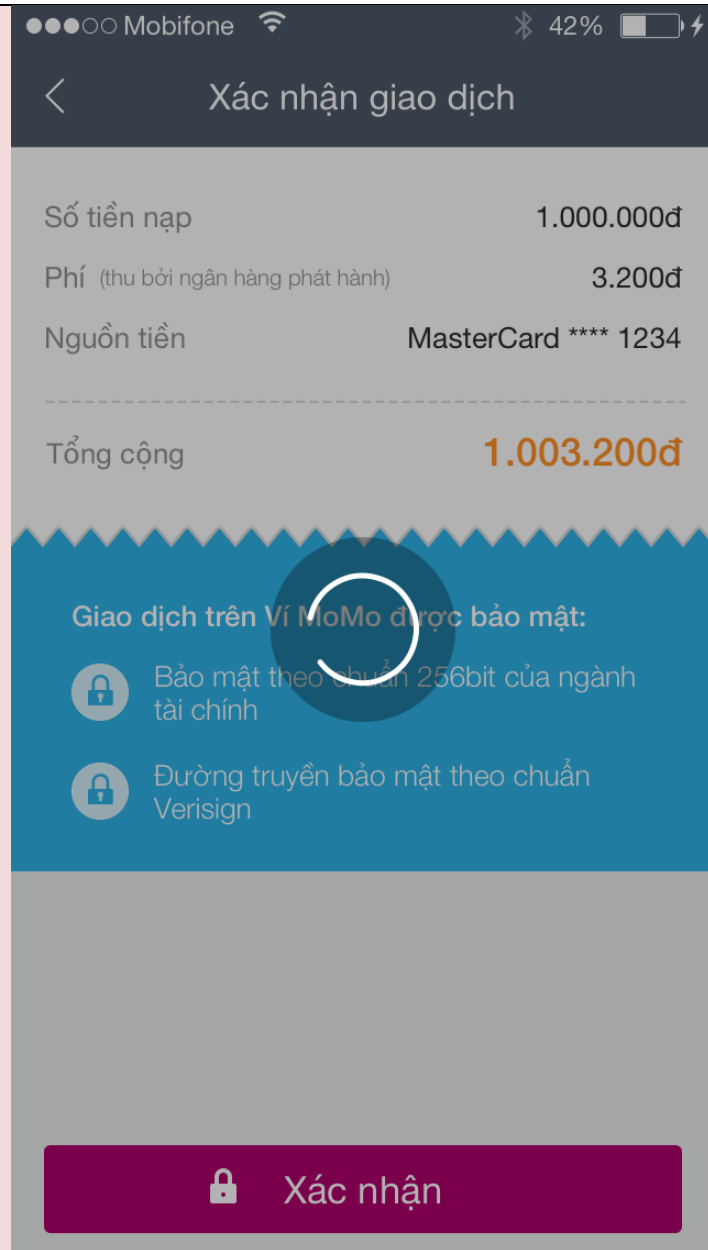 Mobifone 42%
Xác nhận giao dịch
Số tiền nạp 1.000.000đ
Phí (thu bởi ngân hàng phát hành) 3.200đ
Nguồn tiền MasterCard **** 1234
Tổng cộng 1.003.200đ
Giao dịch trên Ví MoMo được bảo mật:
Bảo mật theo chuẩn 256bit của ngành
tài chính
Đường truyền bảo mật theo chuẩn
Verisign
Xác nhận